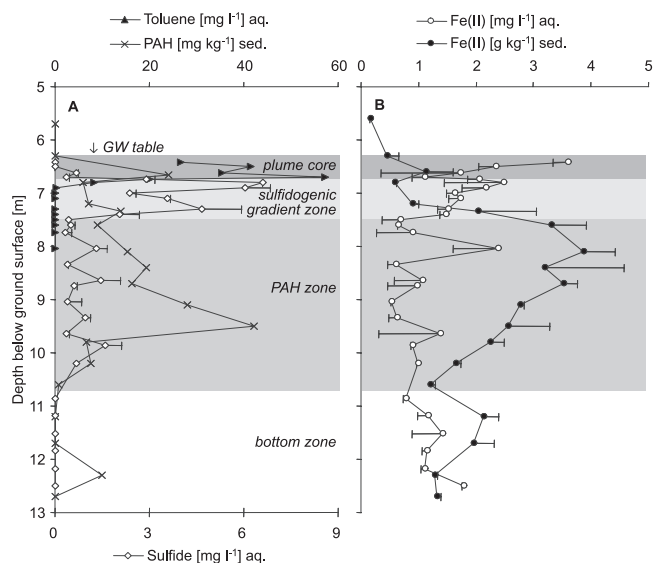 Toluene [mg l⁻¹] aq.
PAH [mg kg⁻¹] sed.
0 20 40 60
Fe(II) [mg l⁻¹] aq.
Fe(II) [g kg⁻¹] sed.
0 1 2 3 4 5
A
B
↓ GW table
plume core
sulfidogenic
gradient zone
PAH zone
bottom zone
Depth below ground surface [m]
5
6
7
8
9
10
11
12
13
0 3 6 9
Sulfide [mg l⁻¹] aq.